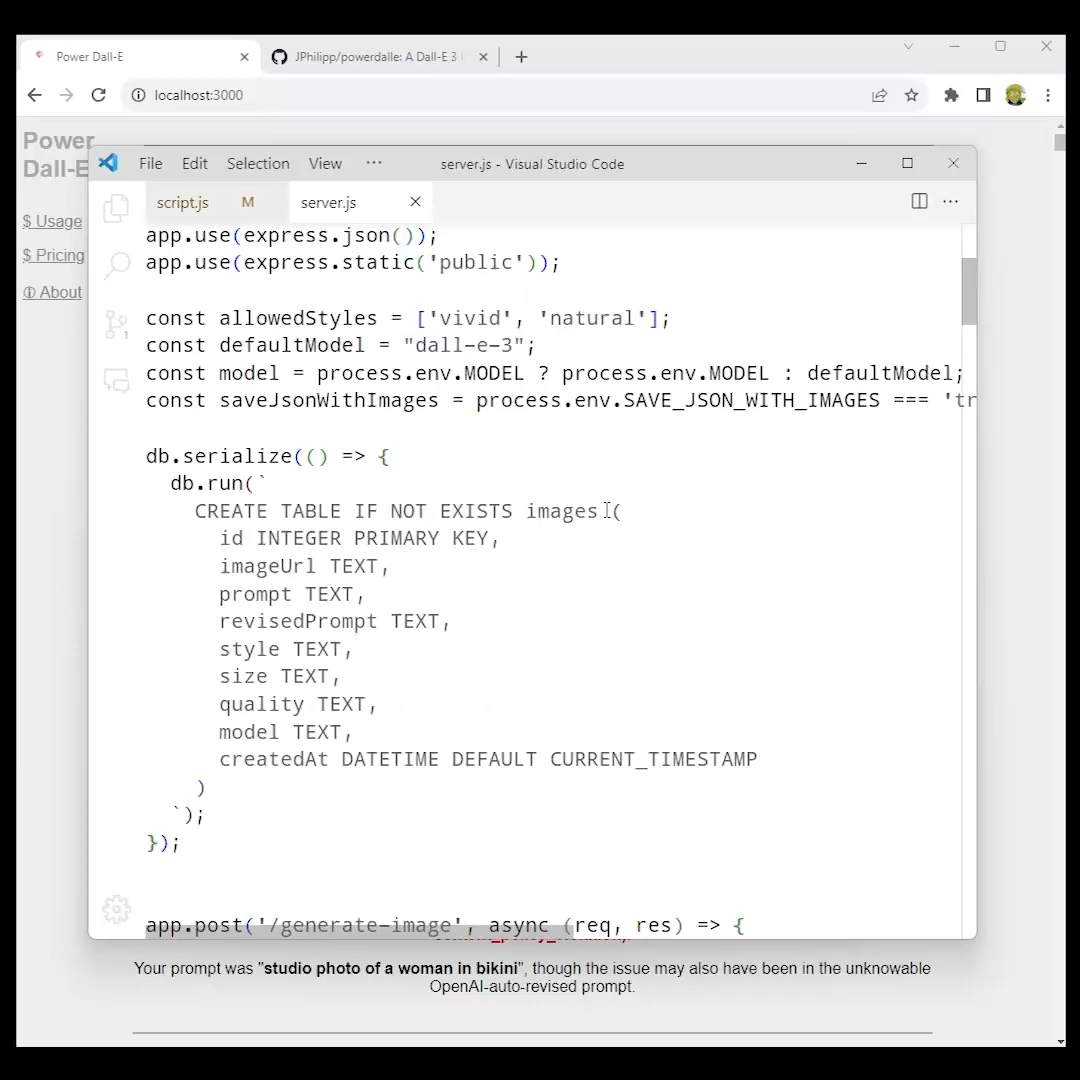 Power Dall-E
JPhilipp/powerdalle: A Dall-E 3
localhost:3000
Power
Dall-E
$ Usage
$ Pricing
About
File Edit Selection View ··· server.js - Visual Studio Code
script.js M server.js
app.use(express.json());
app.use(express.static('public'));
const allowedStyles = ['vivid', 'natural'];
const defaultModel = "dall-e-3";
const model = process.env.MODEL ? process.env.MODEL : defaultModel;
const saveJsonWithImages = process.env.SAVE_JSON_WITH_IMAGES === 'tr
db.serialize(() => {
db.run(`
CREATE TABLE IF NOT EXISTS images (
id INTEGER PRIMARY KEY,
imageUrl TEXT,
prompt TEXT,
revisedPrompt TEXT,
style TEXT,
size TEXT,
quality TEXT,
model TEXT,
createdAt DATETIME DEFAULT CURRENT_TIMESTAMP
)
`);
});
1
app.post('/generate-image', async (req, res) => {
Your prompt was "studio photo of a woman in bikini", though the issue may also have been in the unknowable
OpenAI-auto-revised prompt.